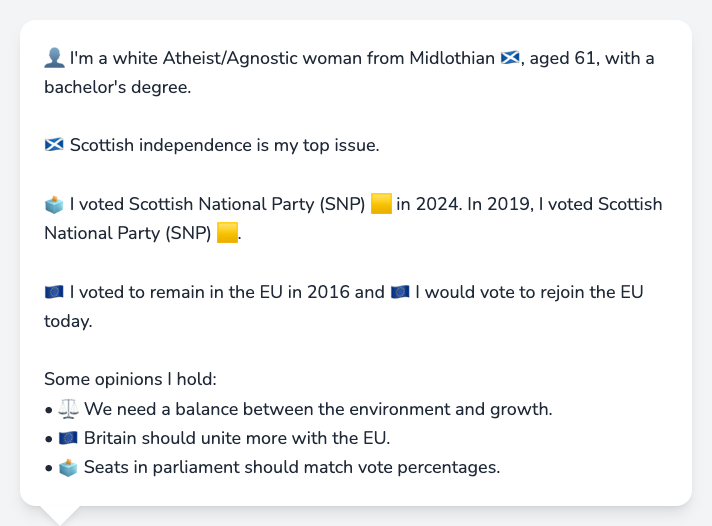 👤 I'm a white Atheist/Agnostic woman from Midlothian 🏴󠁧󠁢󠁳󠁣󠁴󠁿, aged 61, with a
bachelor's degree.
🏴󠁧󠁢󠁳󠁣󠁴󠁿 Scottish independence is my top issue.
🗳️ I voted Scottish National Party (SNP) 🟨 in 2024. In 2019, I voted Scottish
National Party (SNP) 🟨.
🇪🇺 I voted to remain in the EU in 2016 and 🇪🇺 I would vote to rejoin the EU
today.
Some opinions I hold:
• ⚖️ We need a balance between the environment and growth.
• 🇪🇺 Britain should unite more with the EU.
• 🗳️ Seats in parliament should match vote percentages.